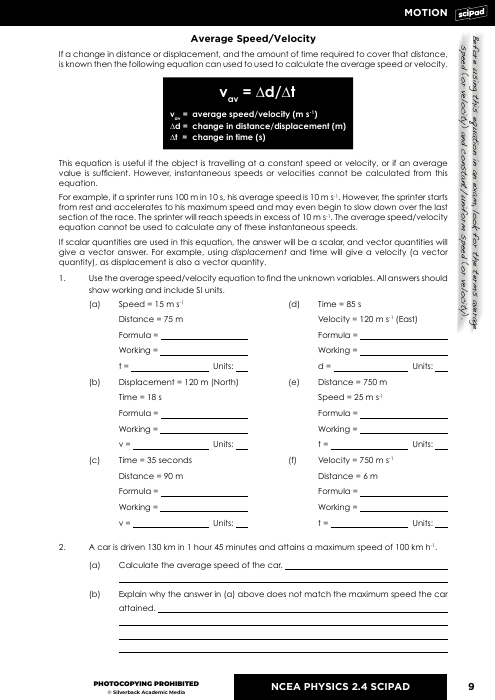 MOTION scipad
Average Speed/Velocity
If a change in distance or displacement, and the amount of time required to cover that distance,
is known then the following equation can used to used to calculate the average speed or velocity.
vav = Δd/Δt
vav = average speed/velocity (m s⁻¹)
Δd = change in distance/displacement (m)
Δt = change in time (s)
Before using this equation in an exam, look for the terms average
speed (or velocity) and constant/uniform speed (or velocity).
This equation is useful if the object is travelling at a constant speed or velocity, or if an average
value is sufficient. However, instantaneous speeds or velocities cannot be calculated from this
equation.
For example, if a sprinter runs 100 m in 10 s, his average speed is 10 m s⁻¹. However, the sprinter starts
from rest and accelerates to his maximum speed and may even begin to slow down over the last
section of the race. The sprinter will reach speeds in excess of 10 m s⁻¹. The average speed/velocity
equation cannot be used to calculate any of these instantaneous speeds.
If scalar quantities are used in this equation, the answer will be a scalar, and vector quantities will
give a vector answer. For example, using displacement and time will give a velocity (a vector
quantity), as displacement is also a vector quantity.
1. Use the average speed/velocity equation to find the unknown variables. All answers should
show working and include SI units.
(a) Speed = 15 m s⁻¹
Distance = 75 m
Formula =
Working =
t = Units:
(b) Displacement = 120 m (North)
Time = 18 s
Formula =
Working =
v = Units:
(c) Time = 35 seconds
Distance = 90 m
Formula =
Working =
v = Units:
(d) Time = 85 s
Velocity = 120 m s⁻¹ (East)
Formula =
Working =
d = Units:
(e) Distance = 750 m
Speed = 25 m s⁻¹
Formula =
Working =
t = Units:
(f) Velocity = 750 m s⁻¹
Distance = 6 m
Formula =
Working =
t = Units:
2. A car is driven 130 km in 1 hour 45 minutes and attains a maximum speed of 100 km h⁻¹.
(a) Calculate the average speed of the car.
(b) Explain why the answer in (a) above does not match the maximum speed the car
attained.
PHOTOCOPYING PROHIBITED
© Silverback Academic Media
NCEA PHYSICS 2.4 SCIPAD
9